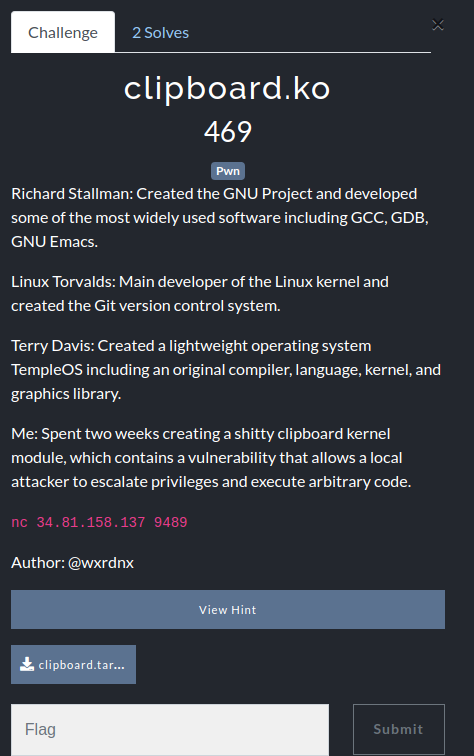 Challenge
2 Solves
×
clipboard.ko
469
Pwn
Richard Stallman: Created the GNU Project and developed
some of the most widely used software including GCC, GDB,
GNU Emacs.
Linux Torvalds: Main developer of the Linux kernel and
created the Git version control system.
Terry Davis: Created a lightweight operating system
TempleOS including an original compiler, language, kernel, and
graphics library.
Me: Spent two weeks creating a shitty clipboard kernel
module, which contains a vulnerability that allows a local
attacker to escalate privileges and execute arbitrary code.
nc 34.81.158.137 9489
Author: @wxrdnx
View Hint
clipboard.tar...
Flag
Submit